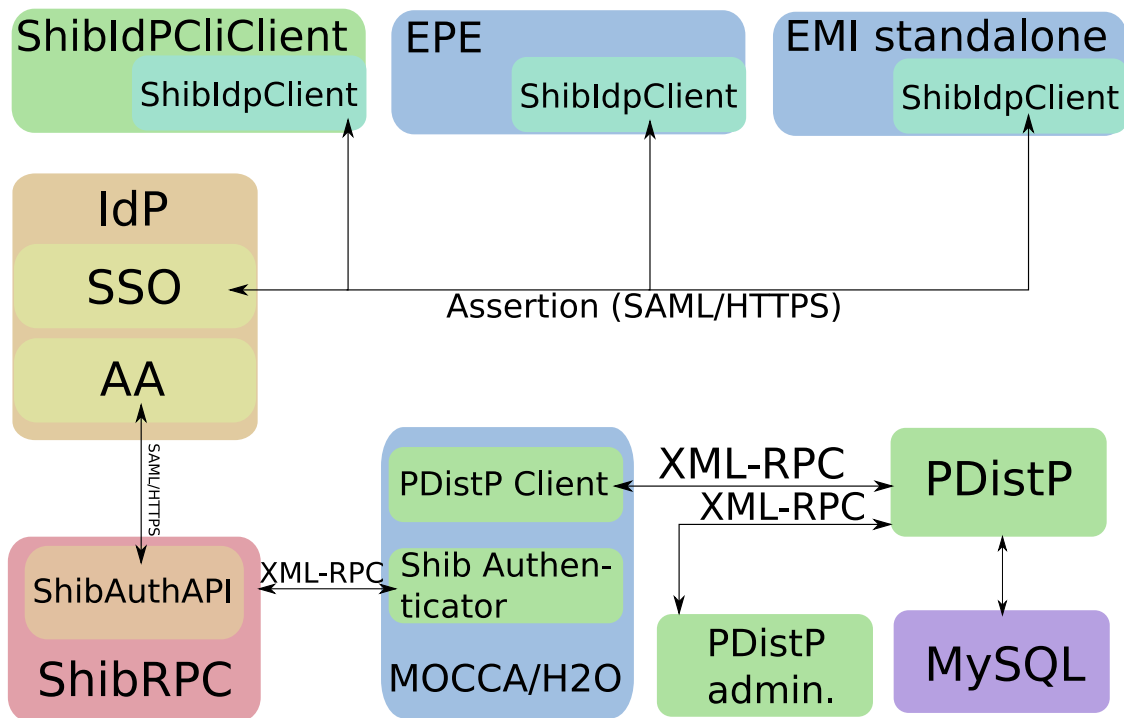 ShibIdPCliClient
ShibIdpClient
EPE
ShibIdpClient
EMI standalone
ShibIdpClient
IdP
SSO
AA
Assertion (SAML/HTTPS)
SAML/HTTPS
ShibAuthAPI
ShibRPC
XML-RPC
PDistP Client
Shib Authen-
ticator
MOCCA/H2O
XML-RPC
XML-RPC
PDistP
PDistP
admin.
MySQL